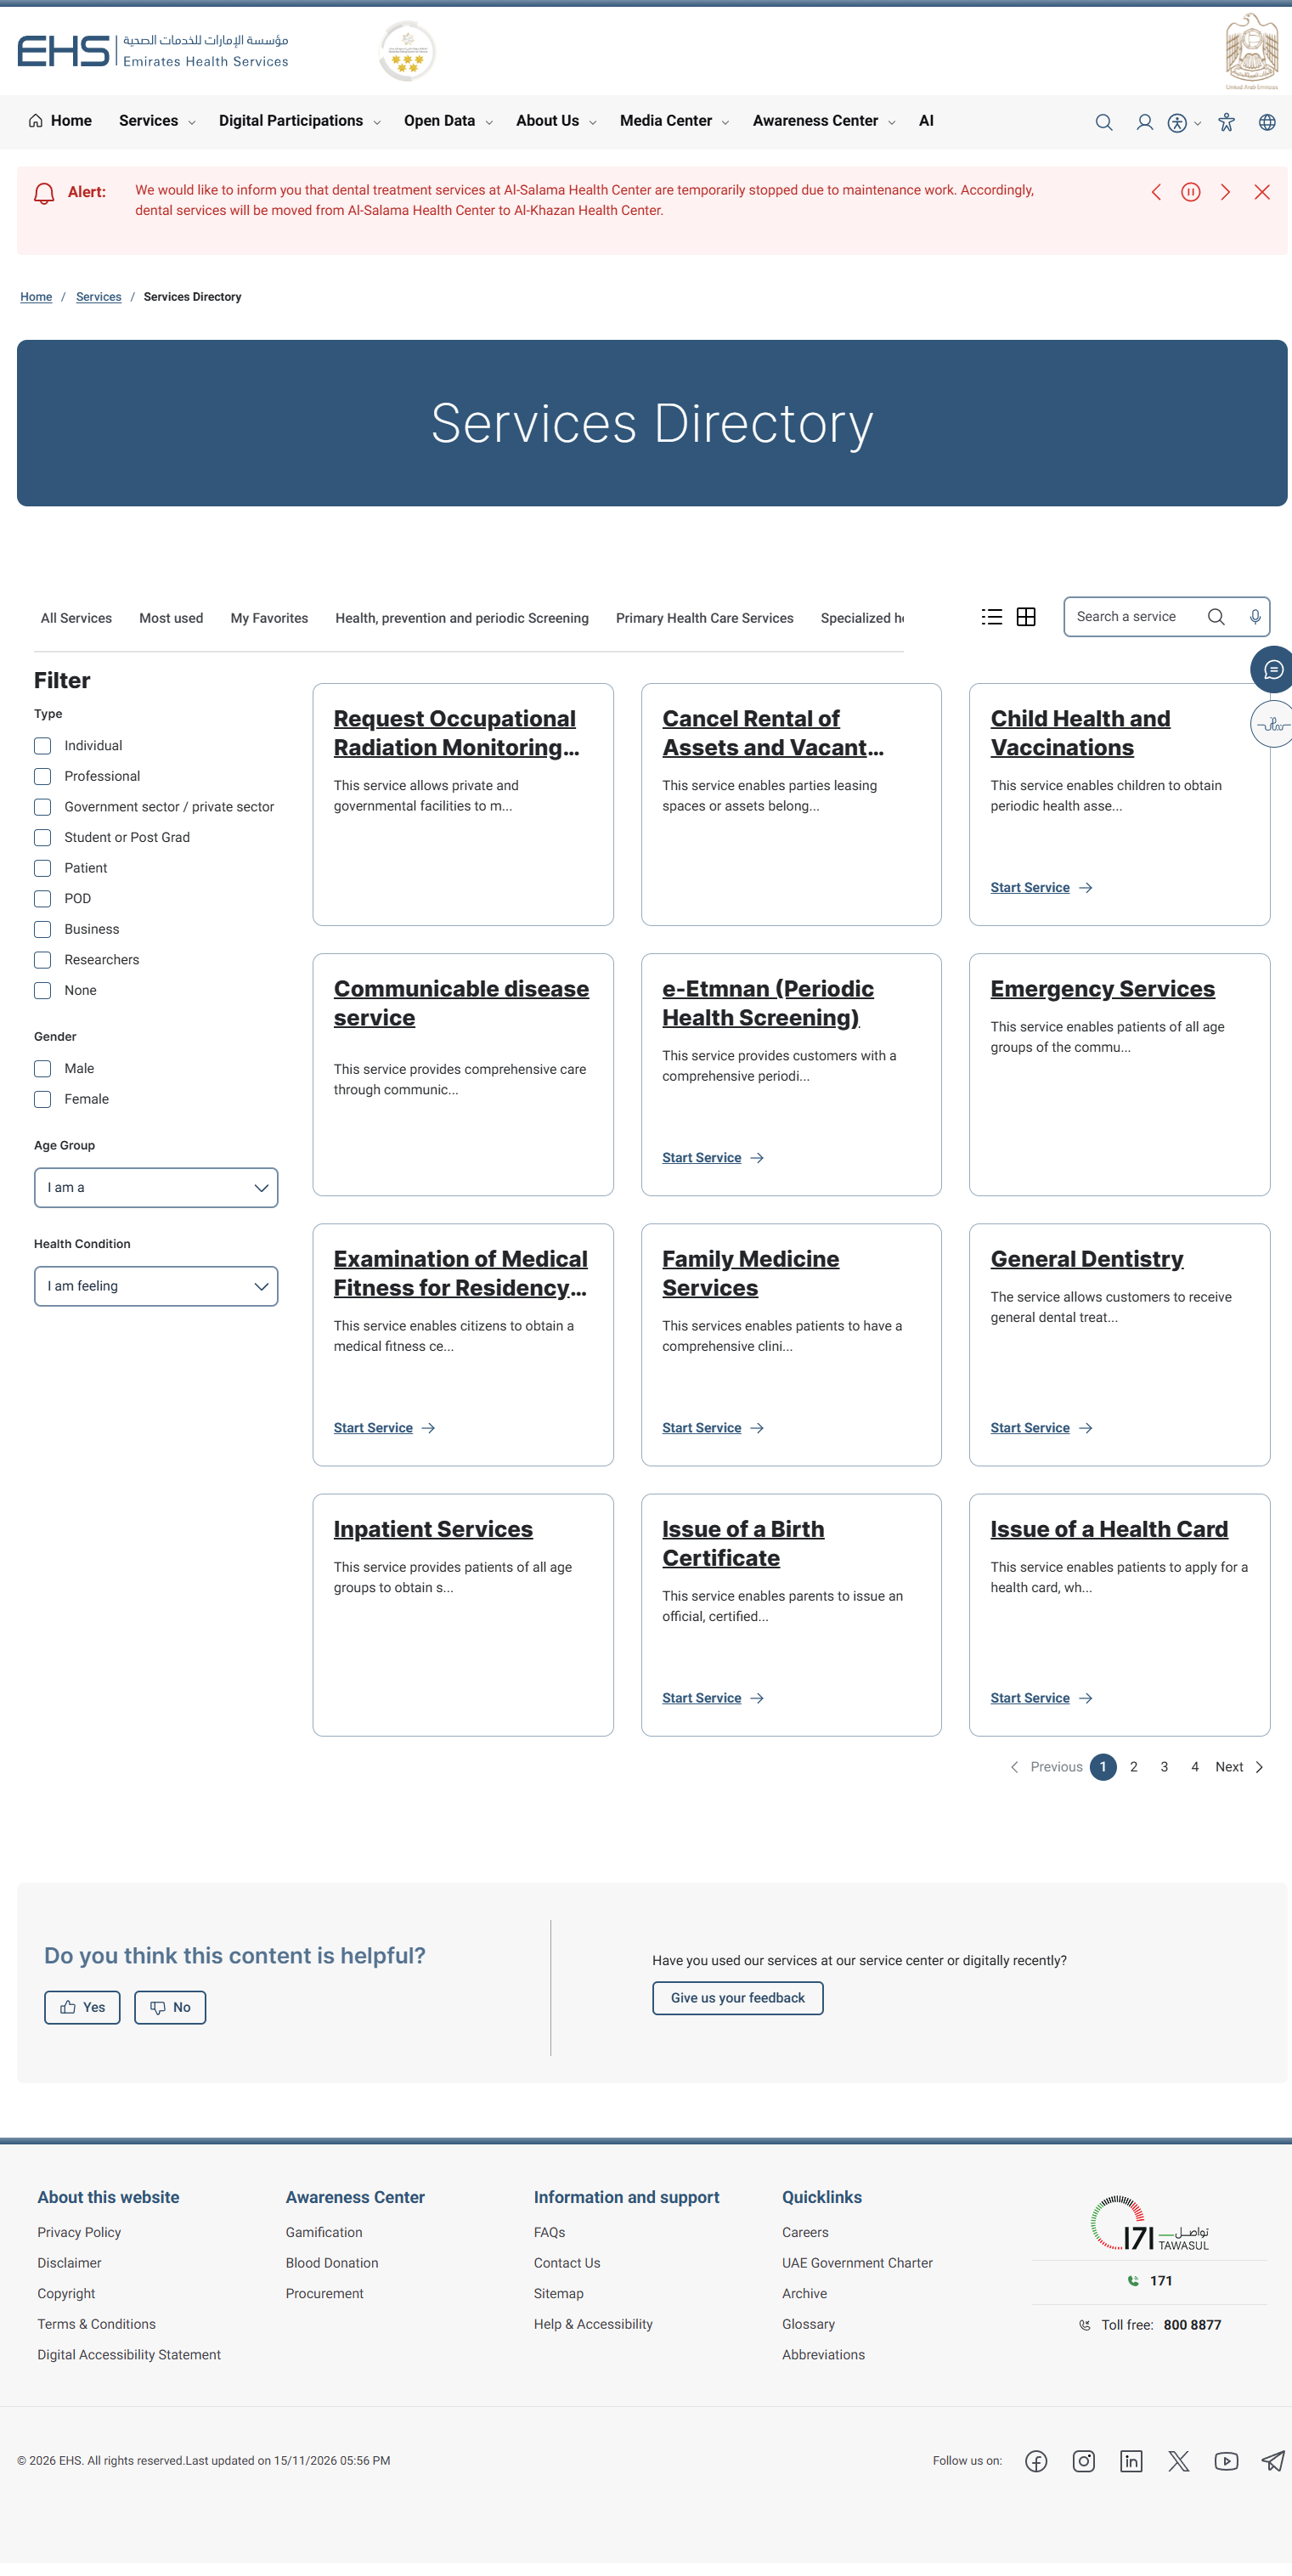 EHS
مؤسسة الإمارات للخدمات الصحية
Emirates Health Services
United Arab Emirates
Home
Services
Digital Participations
Open Data
About Us
Media Center
Awareness Center
AI
Alert:
We would like to inform you that dental treatment services at Al-Salama Health Center are temporarily stopped due to maintenance work. Accordingly,
dental services will be moved from Al-Salama Health Center to Al-Khazan Health Center.
Home / Services / Services Directory
Services Directory
All Services
Most used
My Favorites
Health, prevention and periodic Screening
Primary Health Care Services
Specialized he
Search a service
Filter
Type
Individual
Professional
Government sector / private sector
Student or Post Grad
Patient
POD
Business
Researchers
None
Gender
Male
Female
Age Group
I am a
Health Condition
I am feeling
Request Occupational
Radiation Monitoring...
This service allows private and
governmental facilities to m...
Cancel Rental of
Assets and Vacant...
This service enables parties leasing
spaces or assets belong...
Child Health and
Vaccinations
This service enables children to obtain
periodic health asse...
Start Service
Communicable disease
service
This service provides comprehensive care
through communic...
e-Etmnan (Periodic
Health Screening)
This service provides customers with a
comprehensive periodi...
Start Service
Emergency Services
This service enables patients of all age
groups of the commu...
Examination of Medical
Fitness for Residency...
This service enables citizens to obtain a
medical fitness ce...
Start Service
Family Medicine
Services
This services enables patients to have a
comprehensive clini...
Start Service
General Dentistry
The service allows customers to receive
general dental treat...
Start Service
Inpatient Services
This service provides patients of all age
groups to obtain s...
Issue of a Birth
Certificate
This service enables parents to issue an
official, certified...
Start Service
Issue of a Health Card
This service enables patients to apply for a
health card, wh...
Start Service
Previous 1 2 3 4 Next
Do you think this content is helpful?
Yes
No
Have you used our services at our service center or digitally recently?
Give us your feedback
About this website
Privacy Policy
Disclaimer
Copyright
Terms & Conditions
Digital Accessibility Statement
Awareness Center
Gamification
Blood Donation
Procurement
Information and support
FAQs
Contact Us
Sitemap
Help & Accessibility
Quicklinks
Careers
UAE Government Charter
Archive
Glossary
Abbreviations
171
تواصل
TAWASUL
171
Toll free: 800 8877
© 2026 EHS. All rights reserved.Last updated on 15/11/2026 05:56 PM
Follow us on: